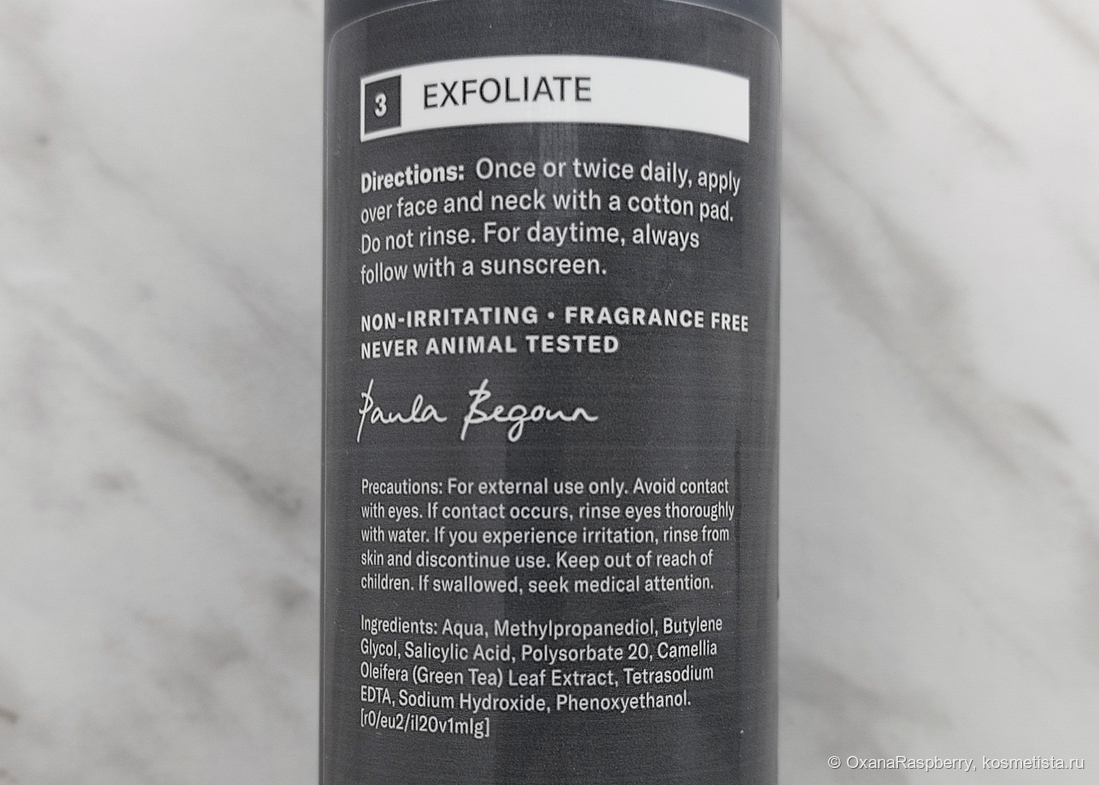 3 EXFOLIATE
Directions: Once or twice daily, apply
over face and neck with a cotton pad.
Do not rinse. For daytime, always
follow with a sunscreen.
NON-IRRITATING • FRAGRANCE FREE
NEVER ANIMAL TESTED
Paula Begoun
Precautions: For external use only. Avoid contact
with eyes. If contact occurs, rinse eyes thoroughly
with water. If you experience irritation, rinse from
skin and discontinue use. Keep out of reach of
children. If swallowed, seek medical attention.
Ingredients: Aqua, Methylpropanediol, Butylene
Glycol, Salicylic Acid, Polysorbate 20, Camellia
Oleifera (Green Tea) Leaf Extract, Tetrasodium
EDTA, Sodium Hydroxide, Phenoxyethanol.
[r0/eu2/il20v1mlg]
© OxanaRaspberry, kosmetista.ru